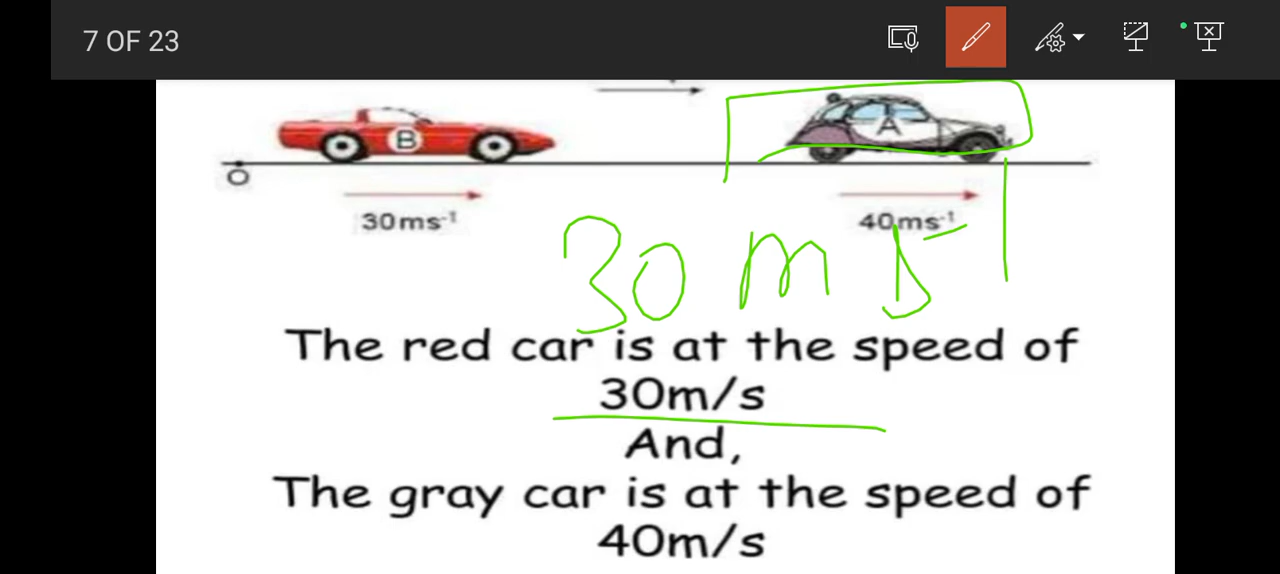 7 OF 23
B
A
O
30ms⁻¹
40ms⁻¹
30 m s⁻¹
The red car is at the speed of
30m/s
And,
The gray car is at the speed of
40m/s